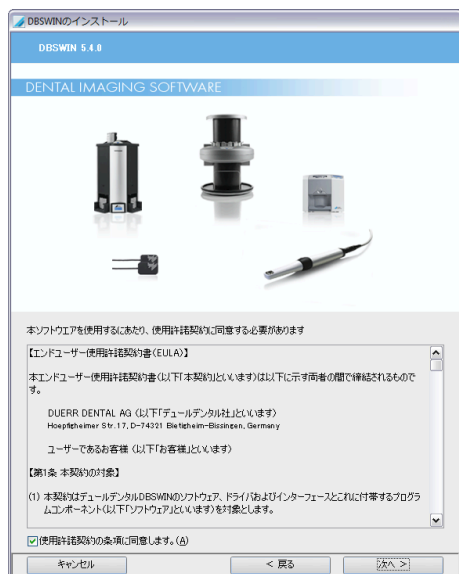 DBSWINのインストール
DBSWIN 5.4.0
DENTAL IMAGING SOFTWARE
本ソフトウエアを使用するにあたり、使用許諾契約に同意する必要があります
【エンドユーザー使用許諾契約書(EULA)】
本エンドユーザー使用許諾契約書(以下「本契約」といいます)は以下に示す両者の間で締結されるもので
す。
DUERR DENTAL AG (以下「デュールデンタル社」といいます)
Hoepfigheimer Str.17, D-74321 Bietigheim-Bissingen, Germany
ユーザーであるお客様 (以下「お客様」といいます)
【第1条 本契約の対象】
(1) 本契約はデュールデンタルDBSWINのソフトウェア、ドライバおよびインターフェースとこれに付帯するプログラ
ムコンポーネント(以下「ソフトウェア」といいます)を対象とします。
使用許諾契約の条項に同意します。(A)
キャンセル
< 戻る
次へ >